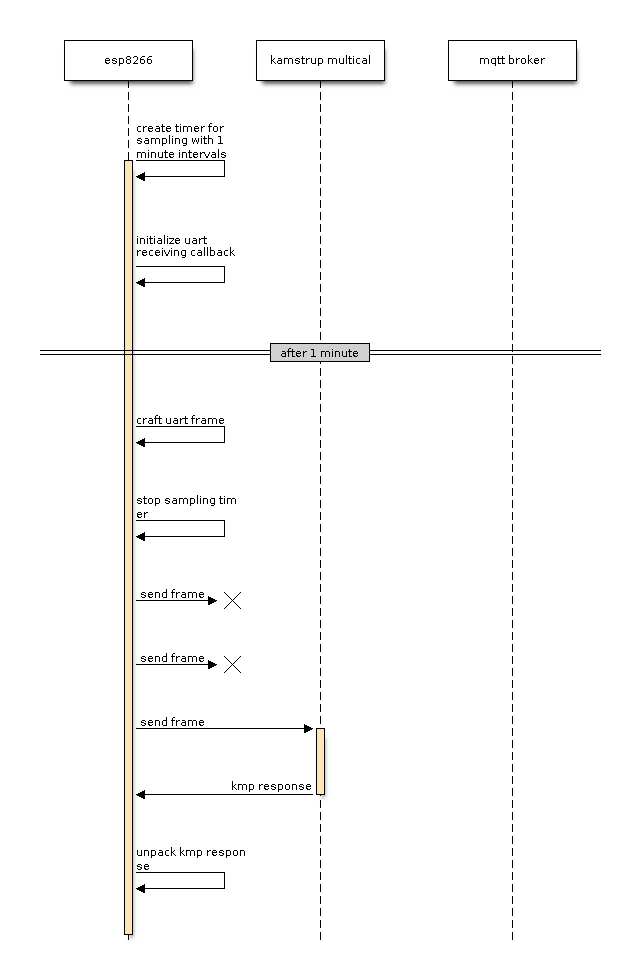 esp8266
kamstrup multical
mqtt broker
create timer for
sampling with 1
minute intervals
initialize uart
receiving callback
after 1 minute
craft uart frame
stop sampling tim
er
send frame
send frame
send frame
kmp response
unpack kmp respon
se